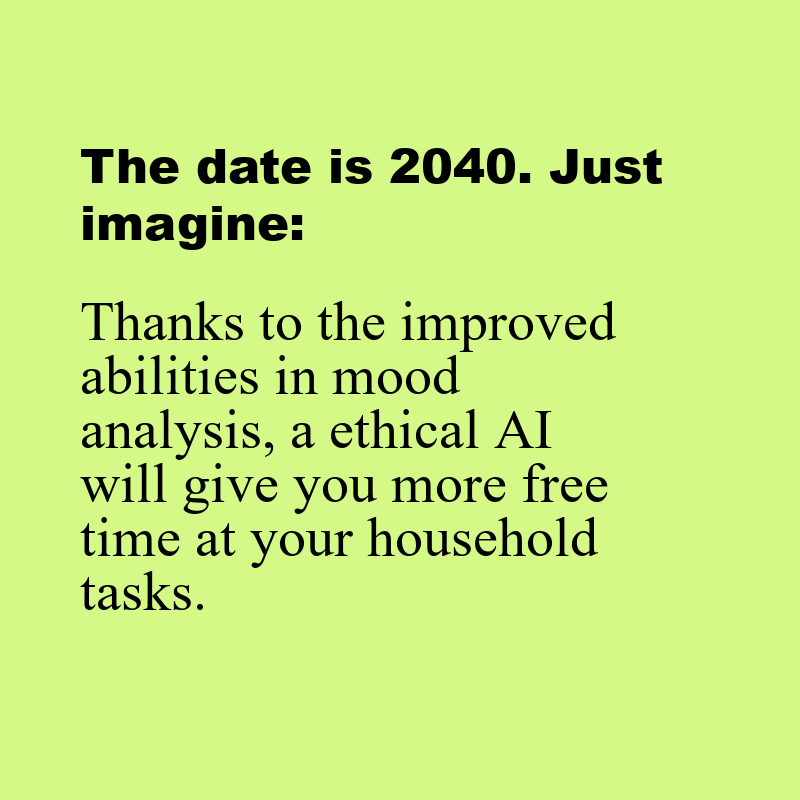 The date is 2040. Just
imagine:
Thanks to the improved
abilities in mood
analysis, a ethical AI
will give you more free
time at your household
tasks.